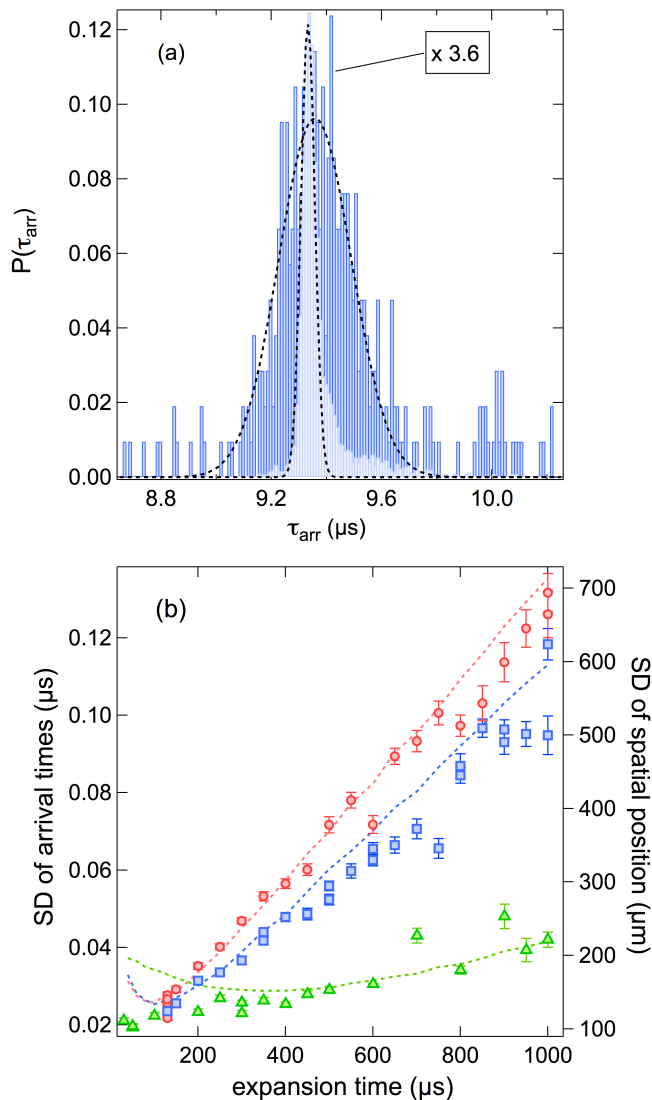 (a)
x 3.6
0.12
0.10
0.08
0.06
0.04
0.02
0.00
P(τarr)
8.8 9.2 9.6 10.0
τarr (μs)
(b)
0.12
0.10
0.08
0.06
0.04
0.02
SD of arrival times (μs)
700
600
500
400
300
200
100
SD of spatial position (μm)
200 400 600 800 1000
expansion time (μs)